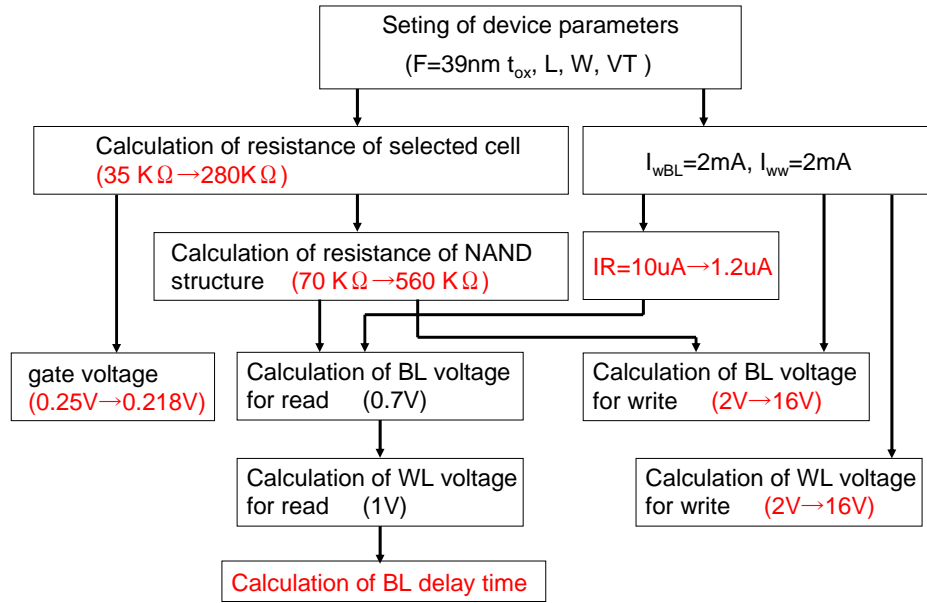 Seting of device parameters
(F=39nm tox, L, W, VT )
Calculation of resistance of selected cell
(35 KΩ→280KΩ)
IwBL=2mA, Iww=2mA
Calculation of resistance of NAND
structure (70 KΩ→560 KΩ)
IR=10uA→1.2uA
gate voltage
(0.25V→0.218V)
Calculation of BL voltage
for read (0.7V)
Calculation of BL voltage
for write (2V→16V)
Calculation of WL voltage
for read (1V)
Calculation of WL voltage
for write (2V→16V)
Calculation of BL delay time